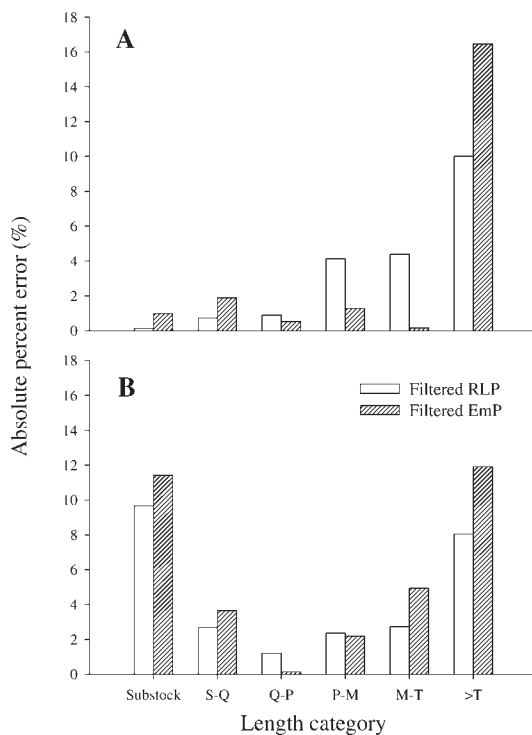 A
18
16
14
12
10
8
6
4
2
0
B
18
16
14
12
10
8
6
4
2
0
Filtered RLP
Filtered EmP
Absolute percent error (%)
Substock S-Q Q-P P-M M-T >T
Length category